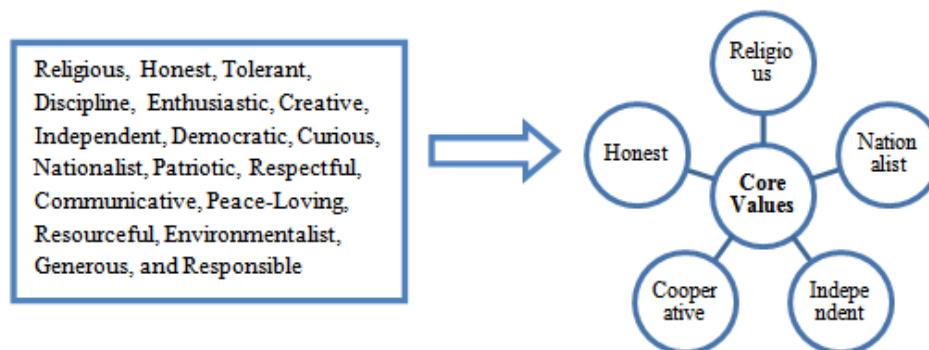 Religious, Honest, Tolerant,
Discipline, Enthusiastic, Creative,
Independent, Democratic, Curious,
Nationalist, Patriotic, Respectful,
Communicative, Peace-Loving,
Resourceful, Environmentalist,
Generous, and Responsible
Religio
us
Honest
Nation
alist
Core
Values
Cooper
ative
Indepe
ndent